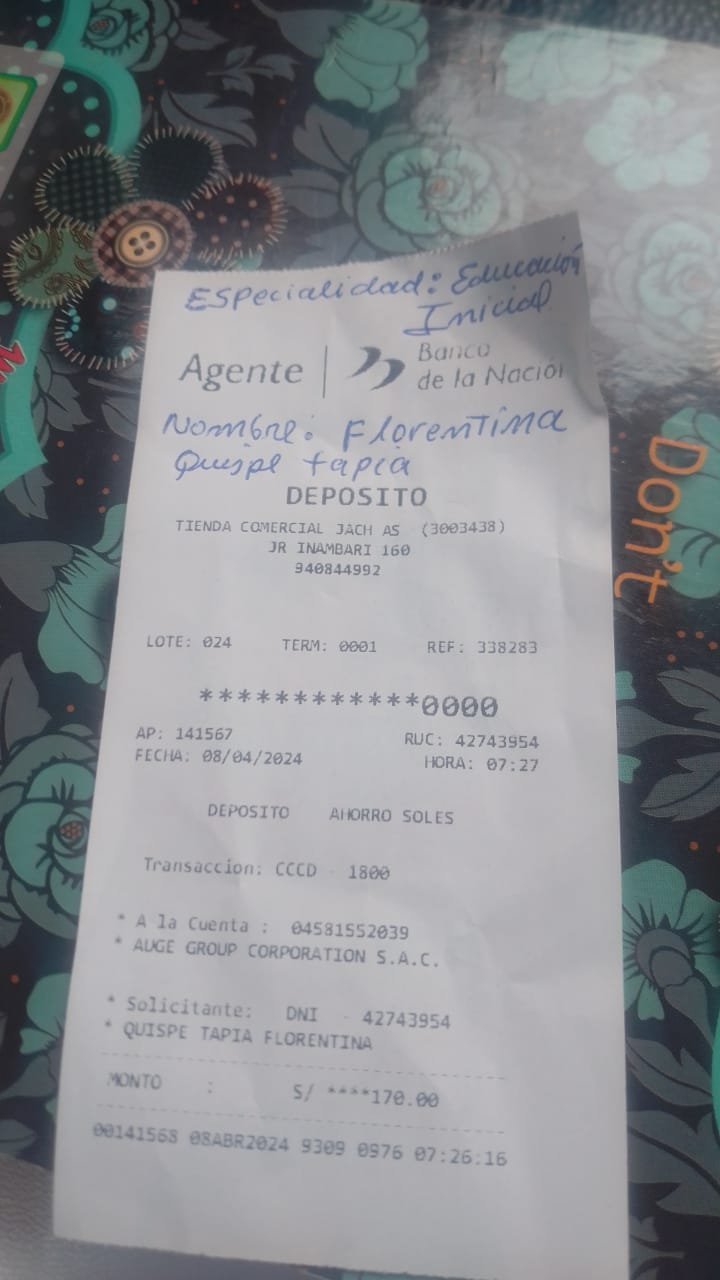 ESPecialidad: Educación
Inicial
Agente | Banco
de la Nación
Nombre: Florentina
Quispe tapia
DEPOSITO
TIENDA COMERCIAL JACH AS (3003438)
JR INAMBARI 160
940844992
LOTE: 024 TERM: 0001 REF: 338283
************0000
AP: 141567 RUC: 42743954
FECHA: 08/04/2024 HORA: 07:27
DEPOSITO AHORRO SOLES
Transaccion: CCCD - 1800
* A la Cuenta : 04581552039
* AUGE GROUP CORPORATION S.A.C.
* Solicitante: DNI - 42743954
* QUISPE TAPIA FLORENTINA
MONTO : S/ ****170.00
00141568 08ABR2024 9309 0976 07:26:16
Don't